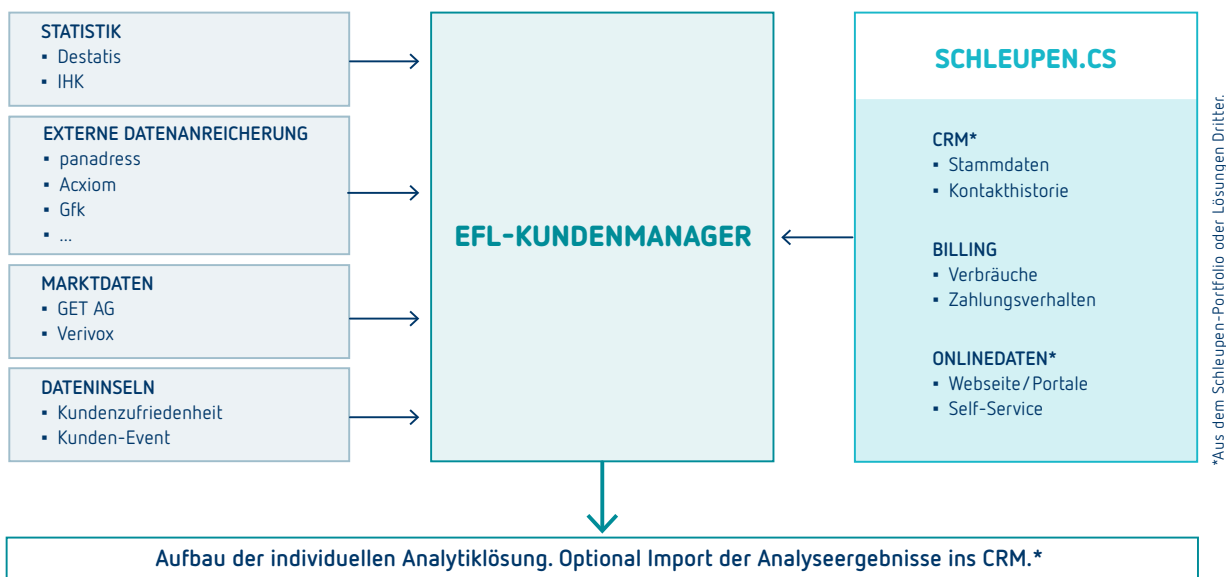 STATISTIK
▪ Destatis
▪ IHK
EXTERNE DATENANREICHERUNG
▪ panadress
▪ Acxiom
▪ Gfk
▪ ...
MARKTDATEN
▪ GET AG
▪ Verivox
DATENINSELN
▪ Kundenzufriedenheit
▪ Kunden-Event
EFL-KUNDENMANAGER
SCHLEUPEN.CS
CRM*
▪ Stammdaten
▪ Kontakthistorie
BILLING
▪ Verbräuche
▪ Zahlungsverhalten
ONLINEDATEN*
▪ Webseite/Portale
▪ Self-Service
*Aus dem Schleupen-Portfolio oder Lösungen Dritter.
Aufbau der individuellen Analytiklösung. Optional Import der Analyseergebnisse ins CRM.*